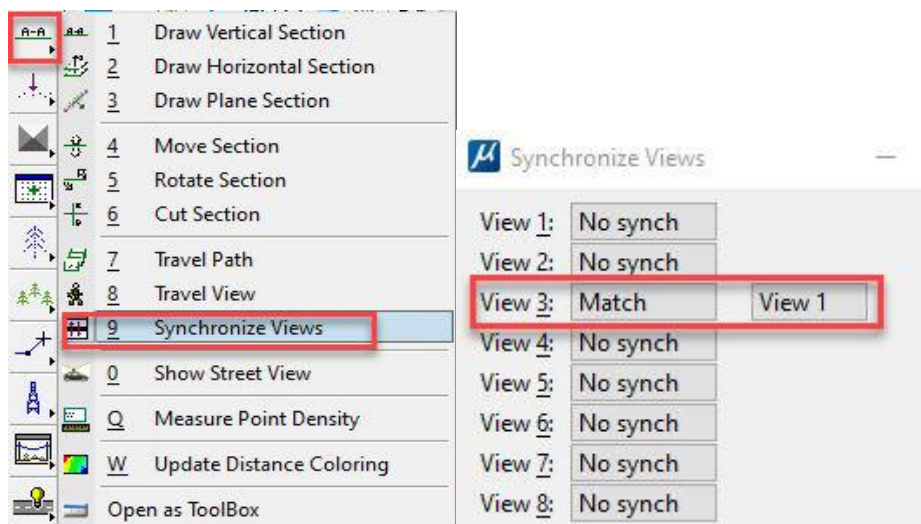 A-A
1 Draw Vertical Section
2 Draw Horizontal Section
3 Draw Plane Section
4 Move Section
5 Rotate Section
6 Cut Section
7 Travel Path
8 Travel View
9 Synchronize Views
0 Show Street View
Q Measure Point Density
W Update Distance Coloring
Open as ToolBox
Synchronize Views
View 1: No synch
View 2: No synch
View 3: Match View 1
View 4: No synch
View 5: No synch
View 6: No synch
View 7: No synch
View 8: No synch